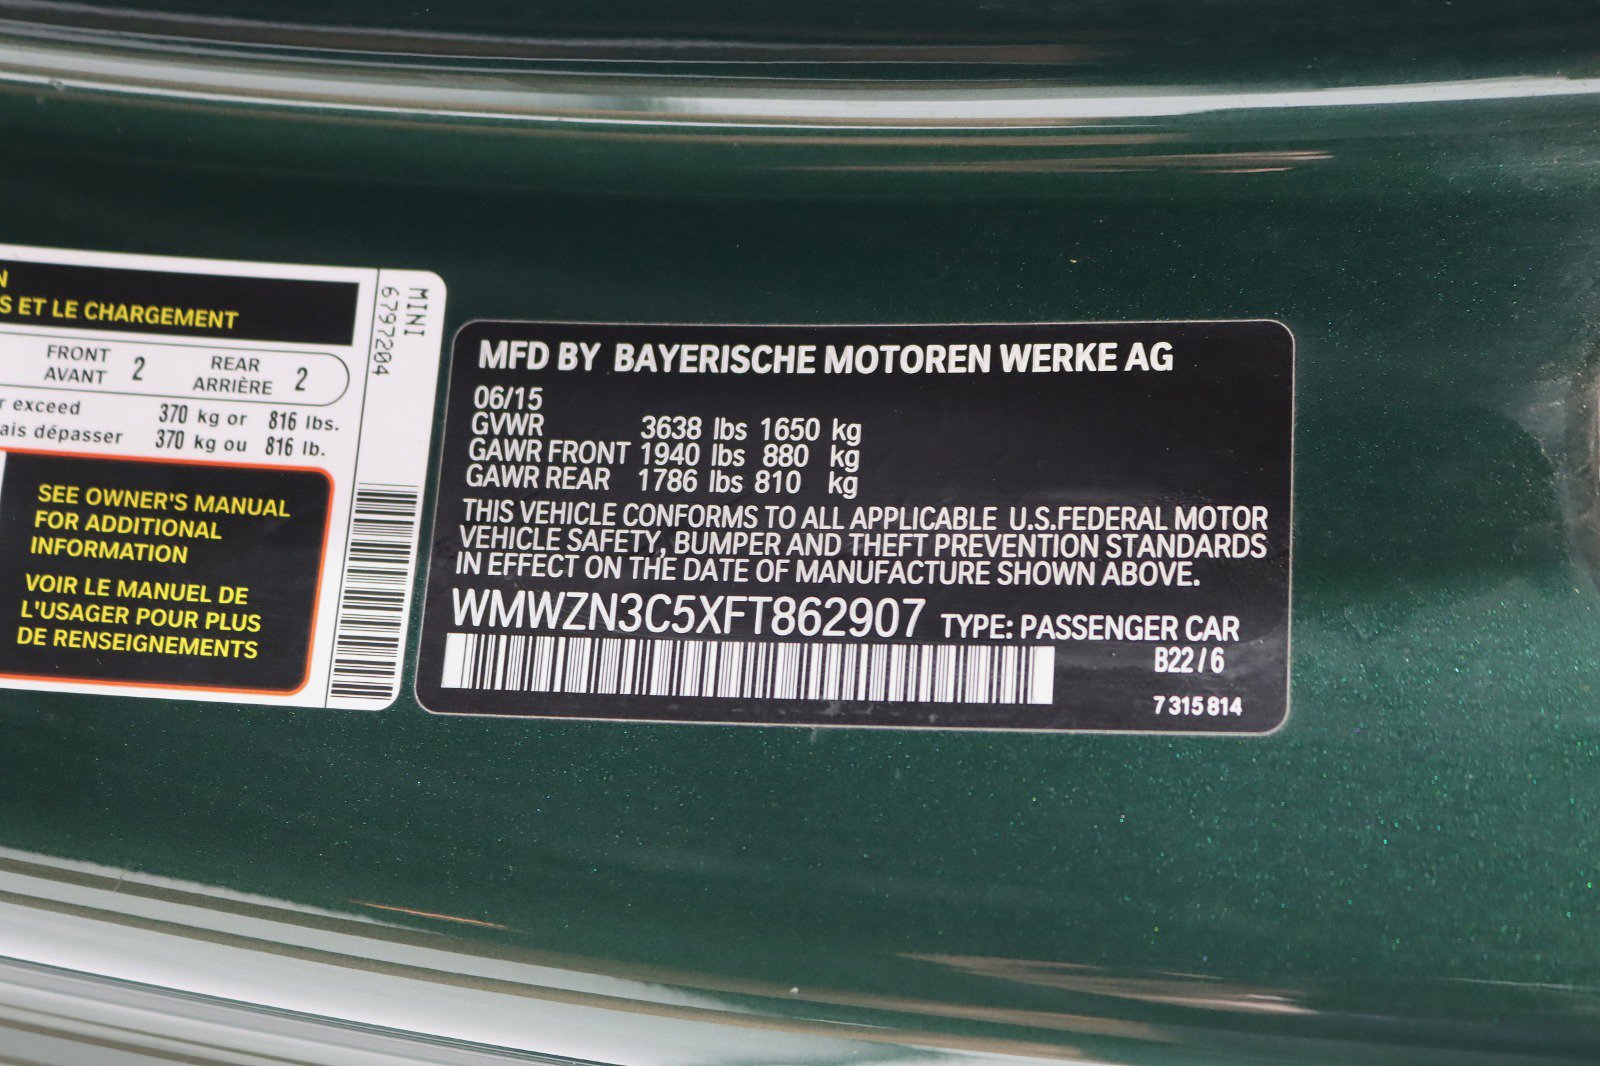 N
S ET LE CHARGEMENT
FRONT
AVANT 2 REAR
ARRIÈRE 2
r exceed 370 kg or 816 lbs.
ais dépasser 370 kg ou 816 lb.
SEE OWNER'S MANUAL
FOR ADDITIONAL
INFORMATION
VOIR LE MANUEL DE
L'USAGER POUR PLUS
DE RENSEIGNEMENTS
MINI
6797204
MFD BY BAYERISCHE MOTOREN WERKE AG
06/15
GVWR 3638 lbs 1650 kg
GAWR FRONT 1940 lbs 880 kg
GAWR REAR 1786 lbs 810 kg
THIS VEHICLE CONFORMS TO ALL APPLICABLE U.S.FEDERAL MOTOR
VEHICLE SAFETY, BUMPER AND THEFT PREVENTION STANDARDS
IN EFFECT ON THE DATE OF MANUFACTURE SHOWN ABOVE.
WMWZN3C5XFT862907 TYPE: PASSENGER CAR
B22/6
7 315 814